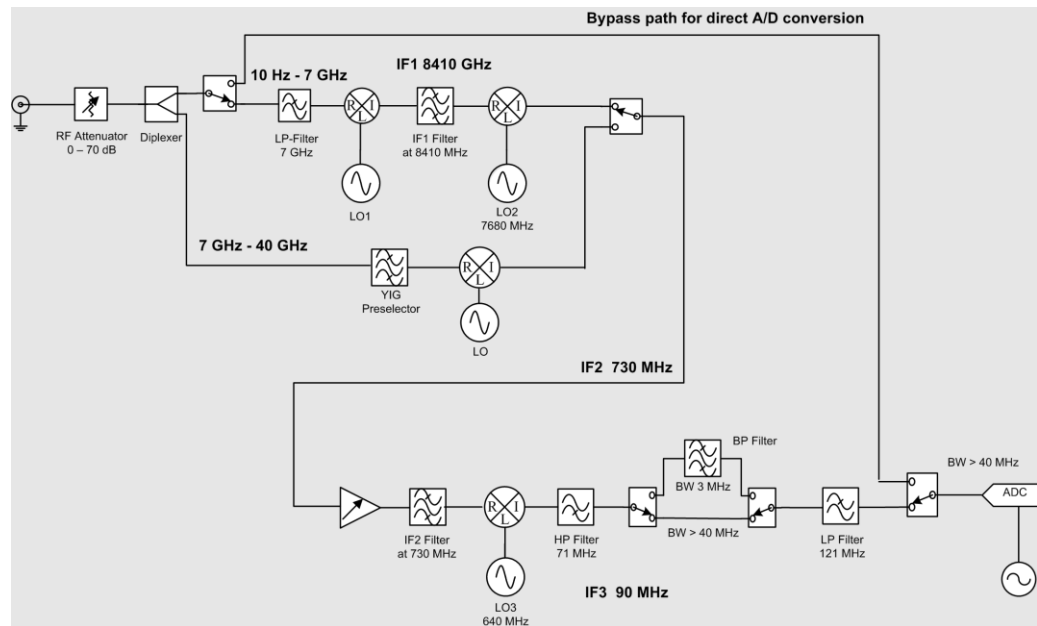 Bypass path for direct A/D conversion
10 Hz - 7 GHz
IF1 8410 GHz
R
I
L
R
I
L
RF Attenuator
0 – 70 dB
Diplexer
LP-Filter
7 GHz
IF1 Filter
at 8410 MHz
LO1
LO2
7680 MHz
7 GHz - 40 GHz
R
I
L
YIG
Preselector
LO
IF2 730 MHz
BP Filter
BW 3 MHz
BW > 40 MHz
ADC
R
I
L
IF2 Filter
at 730 MHz
HP Filter
71 MHz
BW > 40 MHz
LP Filter
121 MHz
LO3
640 MHz
IF3 90 MHz